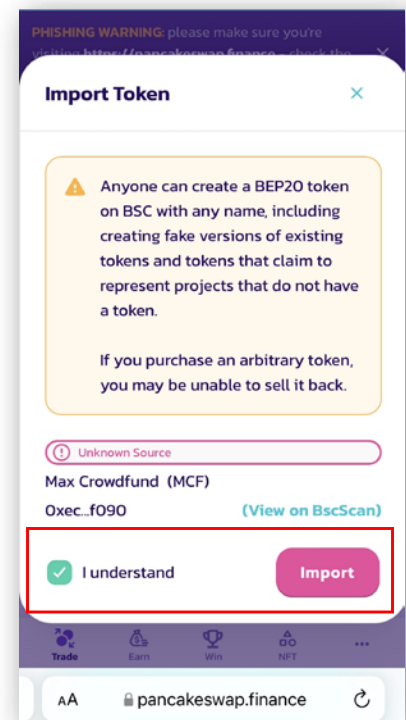 PHISHING WARNING: please make sure you're
visiting https://pancakeswap.finance - check the
Import Token
Anyone can create a BEP20 token
on BSC with any name, including
creating fake versions of existing
tokens and tokens that claim to
represent projects that do not have
a token.
If you purchase an arbitrary token,
you may be unable to sell it back.
Unknown Source
Max Crowdfund (MCF)
0xec...f090 (View on BscScan)
I understand Import
Trade Earn Win NFT ...
AA pancakeswap.finance